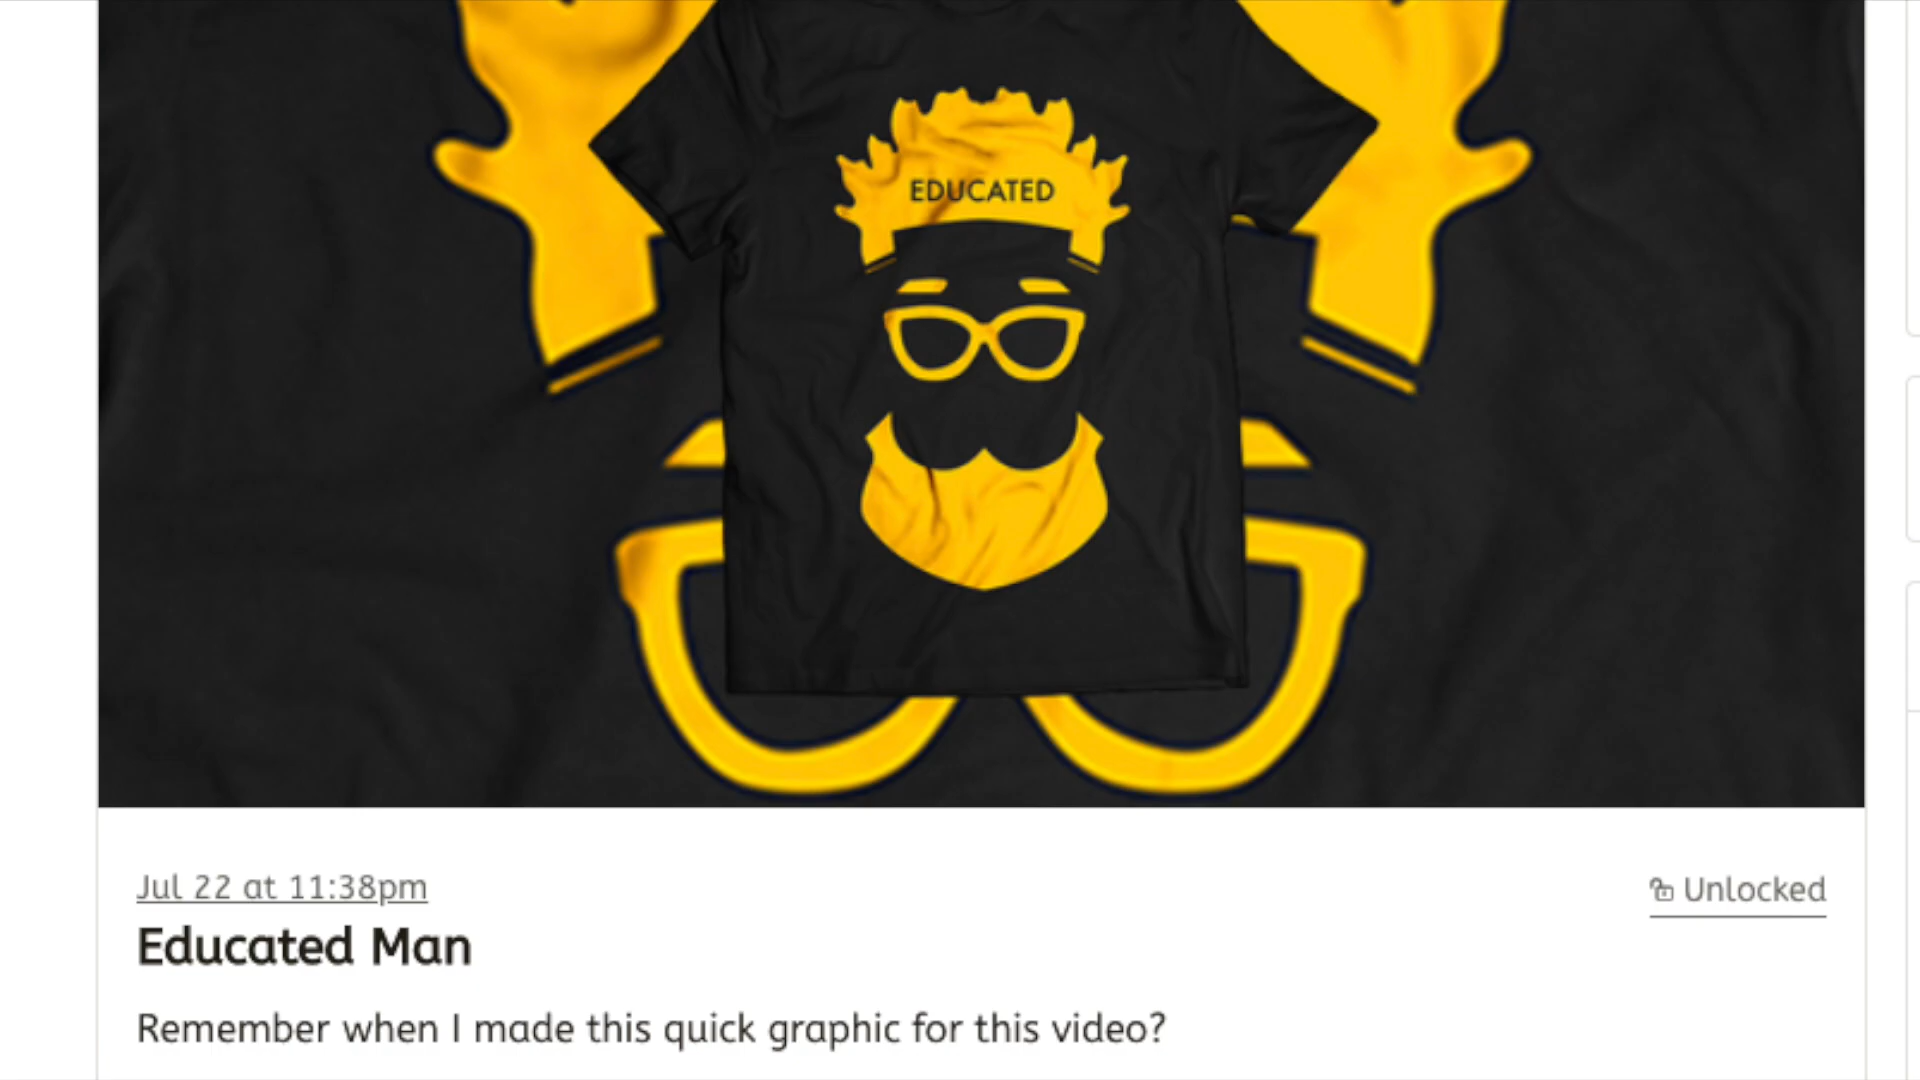 EDUCATED
Jul 22 at 11:38pm
Unlocked
Educated Man
Remember when I made this quick graphic for this video?